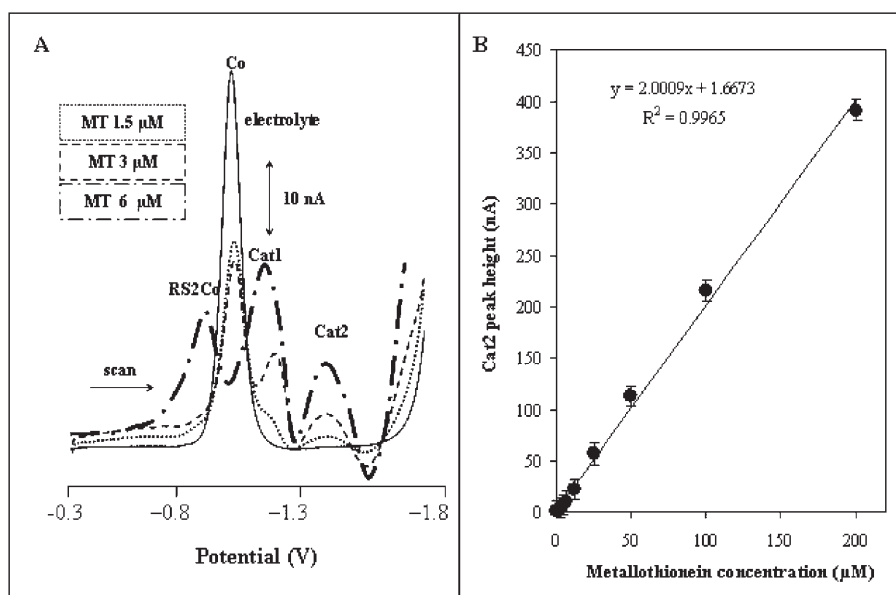 A
Co
electrolyte
MT 1.5 µM
MT 3 µM
MT 6 µM
10 nA
Cat1
RS2Co
Cat2
scan
-0.3
−0.8
−1.3
−1.8
Potential (V)
B
y = 2.0009x + 1.6673
R² = 0.9965
Cat2 peak height (nA)
450
400
350
300
250
200
150
100
50
0
0
50
100
150
200
Metallothionein concentration (µM)